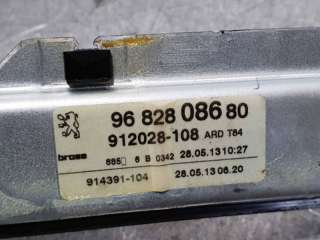 96 828 086 80
912028-108 ARD T84
brose 885 6 B 0342 28.05.13 10:27
914391-104 28.05.13 06.20